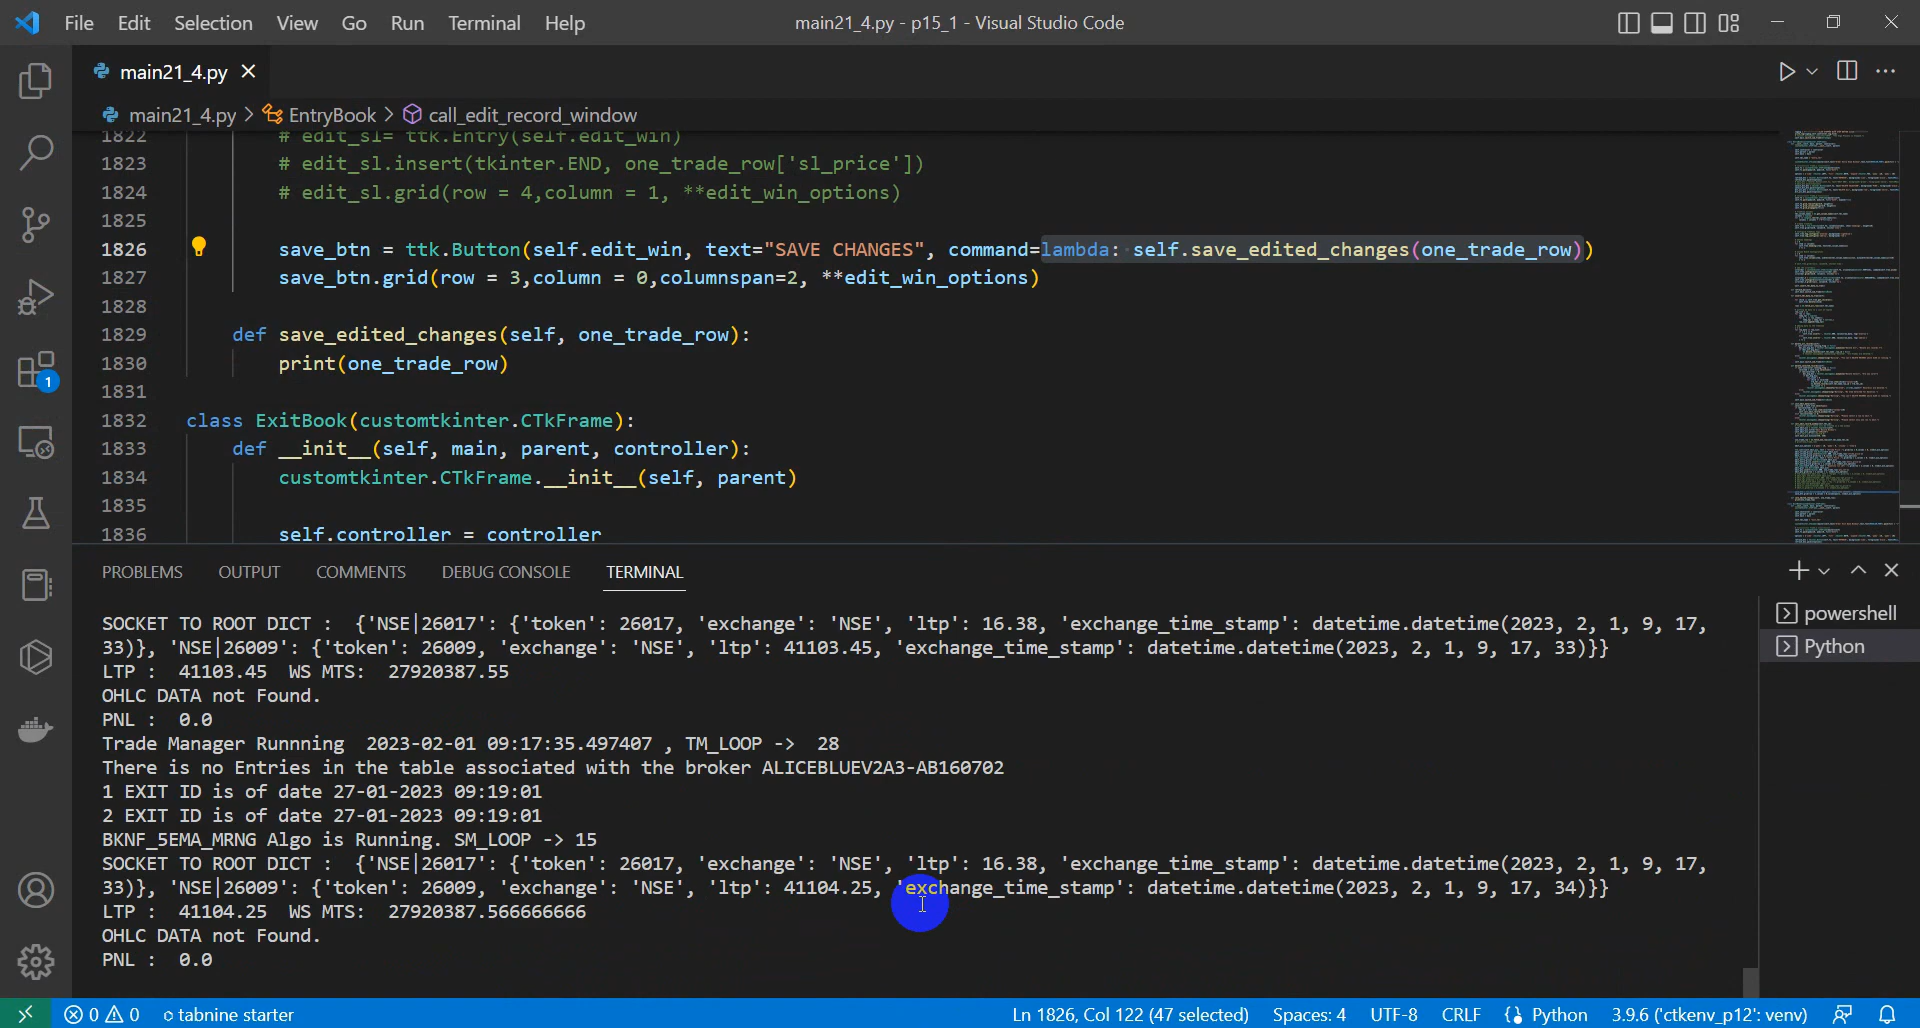 File Edit Selection View Go Run Terminal Help
main21_4.py - p15_1 - Visual Studio Code
main21_4.py
main21_4.py > EntryBook > call_edit_record_window
1822 # edit_sl= ttk.Entry(self.edit_win)
1823 # edit_sl.insert(tkinter.END, one_trade_row['sl_price'])
1824 # edit_sl.grid(row = 4,column = 1, **edit_win_options)
1825
1826 save_btn = ttk.Button(self.edit_win, text="SAVE CHANGES", command=lambda: self.save_edited_changes(one_trade_row))
1827 save_btn.grid(row = 3,column = 0,columnspan=2, **edit_win_options)
1828
1829 def save_edited_changes(self, one_trade_row):
1830 print(one_trade_row)
1831
1832 class ExitBook(customtkinter.CTkFrame):
1833 def __init__(self, main, parent, controller):
1834 customtkinter.CTkFrame.__init__(self, parent)
1835
1836 self.controller = controller
1
PROBLEMS OUTPUT COMMENTS DEBUG CONSOLE TERMINAL
SOCKET TO ROOT DICT :  {'NSE|26017': {'token': 26017, 'exchange': 'NSE', 'ltp': 16.38, 'exchange_time_stamp': datetime.datetime(2023, 2, 1, 9, 17,
33)}, 'NSE|26009': {'token': 26009, 'exchange': 'NSE', 'ltp': 41103.45, 'exchange_time_stamp': datetime.datetime(2023, 2, 1, 9, 17, 33)}}
LTP :  41103.45  WS MTS:  27920387.55
OHLC DATA not Found.
PNL :  0.0
Trade Manager Runnning  2023-02-01 09:17:35.497407 , TM_LOOP ->  28
There is no Entries in the table associated with the broker ALICEBLUEV2A3-AB160702
1 EXIT ID is of date 27-01-2023 09:19:01
2 EXIT ID is of date 27-01-2023 09:19:01
BKNF_5EMA_MRNG Algo is Running. SM_LOOP -> 15
SOCKET TO ROOT DICT :  {'NSE|26017': {'token': 26017, 'exchange': 'NSE', 'ltp': 16.38, 'exchange_time_stamp': datetime.datetime(2023, 2, 1, 9, 17,
33)}, 'NSE|26009': {'token': 26009, 'exchange': 'NSE', 'ltp': 41104.25, 'exchange_time_stamp': datetime.datetime(2023, 2, 1, 9, 17, 34)}}
LTP :  41104.25  WS MTS:  27920387.566666666
OHLC DATA not Found.
PNL :  0.0
powershell
Python
0 0 tabnine starter
Ln 1826, Col 122 (47 selected) Spaces: 4 UTF-8 CRLF Python 3.9.6 ('ctkenv_p12': venv)